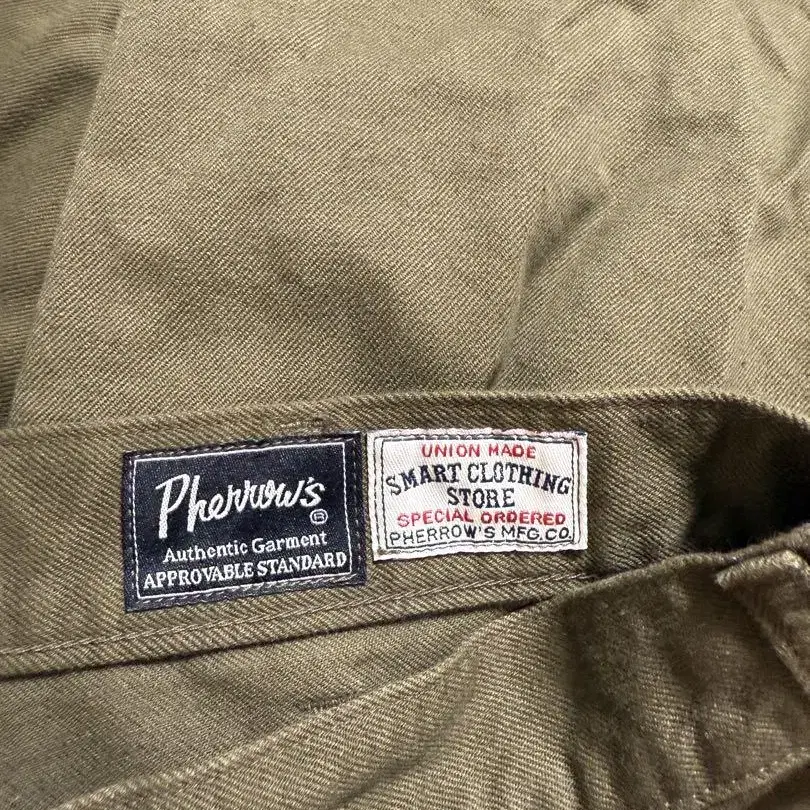 Pherrow's ®
Authentic Garment
APPROVABLE STANDARD
UNION MADE
SMART CLOTHING
STORE
SPECIAL ORDERED
PHERROW'S MFG.CO.